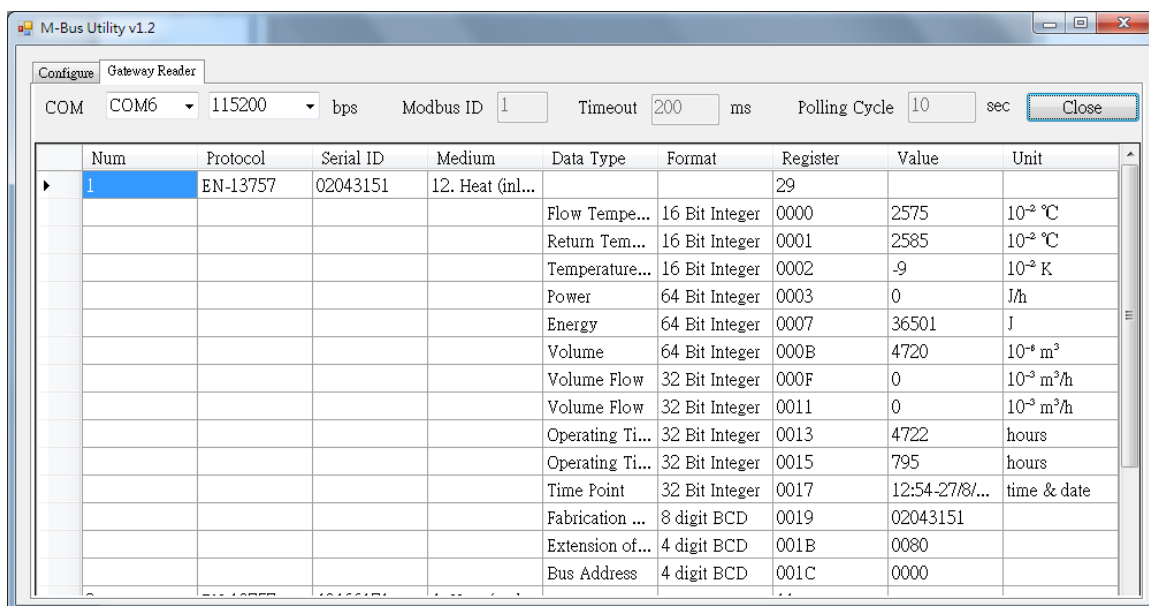 M-Bus Utility v1.2
Configure Gateway Reader
COM COM6 115200 bps Modbus ID 1 Timeout 200 ms Polling Cycle 10 sec Close
Num Protocol Serial ID Medium Data Type Format Register Value Unit
1 EN-13757 02043151 12. Heat (inl... 29
Flow Tempe... 16 Bit Integer 0000 2575 10⁻² ℃
Return Tem... 16 Bit Integer 0001 2585 10⁻² ℃
Temperature... 16 Bit Integer 0002 -9 10⁻² K
Power 64 Bit Integer 0003 0 J/h
Energy 64 Bit Integer 0007 36501 J
Volume 64 Bit Integer 000B 4720 10⁻⁶ m³
Volume Flow 32 Bit Integer 000F 0 10⁻³ m³/h
Volume Flow 32 Bit Integer 0011 0 10⁻³ m³/h
Operating Ti... 32 Bit Integer 0013 4722 hours
Operating Ti... 32 Bit Integer 0015 795 hours
Time Point 32 Bit Integer 0017 12:54-27/8/... time & date
Fabrication ... 8 digit BCD 0019 02043151
Extension of... 4 digit BCD 001B 0080
Bus Address 4 digit BCD 001C 0000